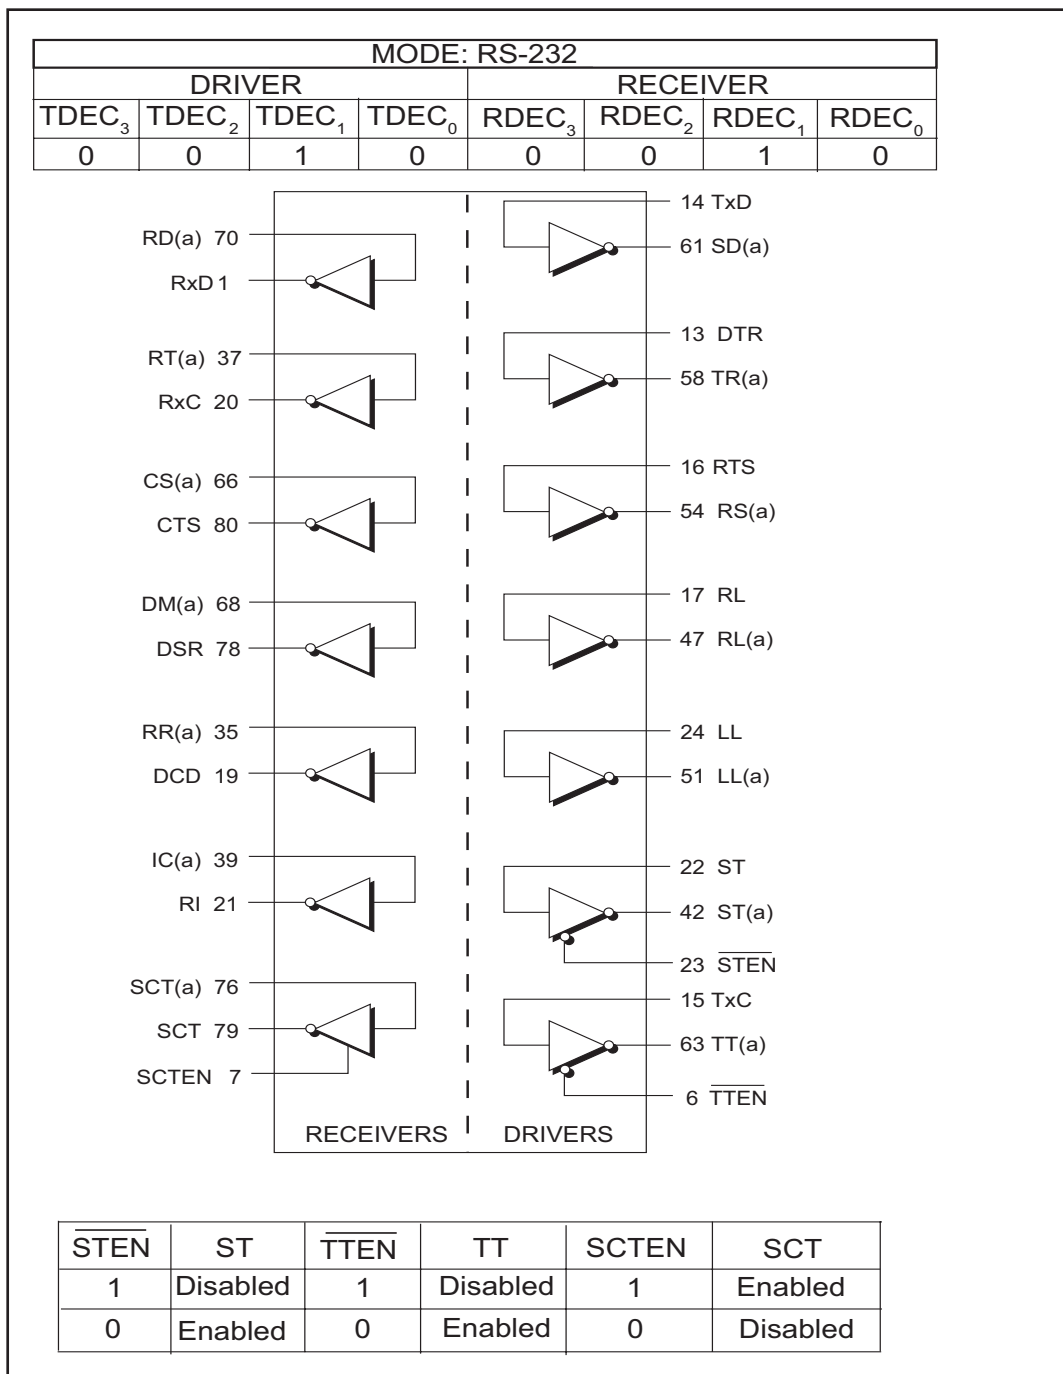 MODE: RS-232
DRIVER RECEIVER
TDEC3 TDEC2 TDEC1 TDEC0 RDEC3 RDEC2 RDEC1 RDEC0
0 0 1 0 0 0 1 0
RD(a) 70
RxD 1
RT(a) 37
RxC 20
CS(a) 66
CTS 80
DM(a) 68
DSR 78
RR(a) 35
DCD 19
IC(a) 39
RI 21
SCT(a) 76
SCT 79
SCTEN 7
RECEIVERS
14 TxD
61 SD(a)
13 DTR
58 TR(a)
16 RTS
54 RS(a)
17 RL
47 RL(a)
24 LL
51 LL(a)
22 ST
42 ST(a)
23 S̅T̅E̅N̅
15 TxC
63 TT(a)
6 T̅T̅E̅N̅
DRIVERS
S̅T̅E̅N̅ ST T̅T̅E̅N̅ TT SCTEN SCT
1 Disabled 1 Disabled 1 Enabled
0 Enabled 0 Enabled 0 Disabled